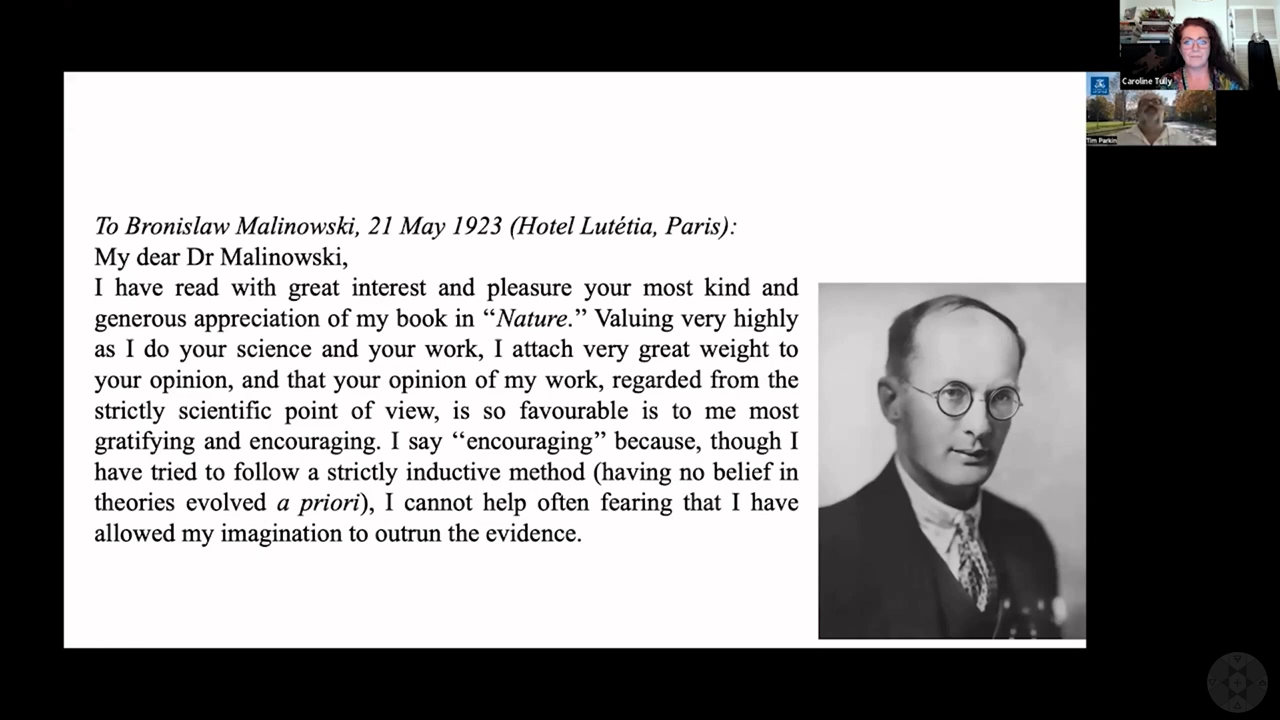 To Bronislaw Malinowski, 21 May 1923 (Hotel Lutétia, Paris):
My dear Dr Malinowski,
I have read with great interest and pleasure your most kind and
generous appreciation of my book in “Nature.” Valuing very highly
as I do your science and your work, I attach very great weight to
your opinion, and that your opinion of my work, regarded from the
strictly scientific point of view, is so favourable is to me most
gratifying and encouraging. I say “encouraging” because, though I
have tried to follow a strictly inductive method (having no belief in
theories evolved a priori), I cannot help often fearing that I have
allowed my imagination to outrun the evidence.
Caroline Tully
Tim Parkin